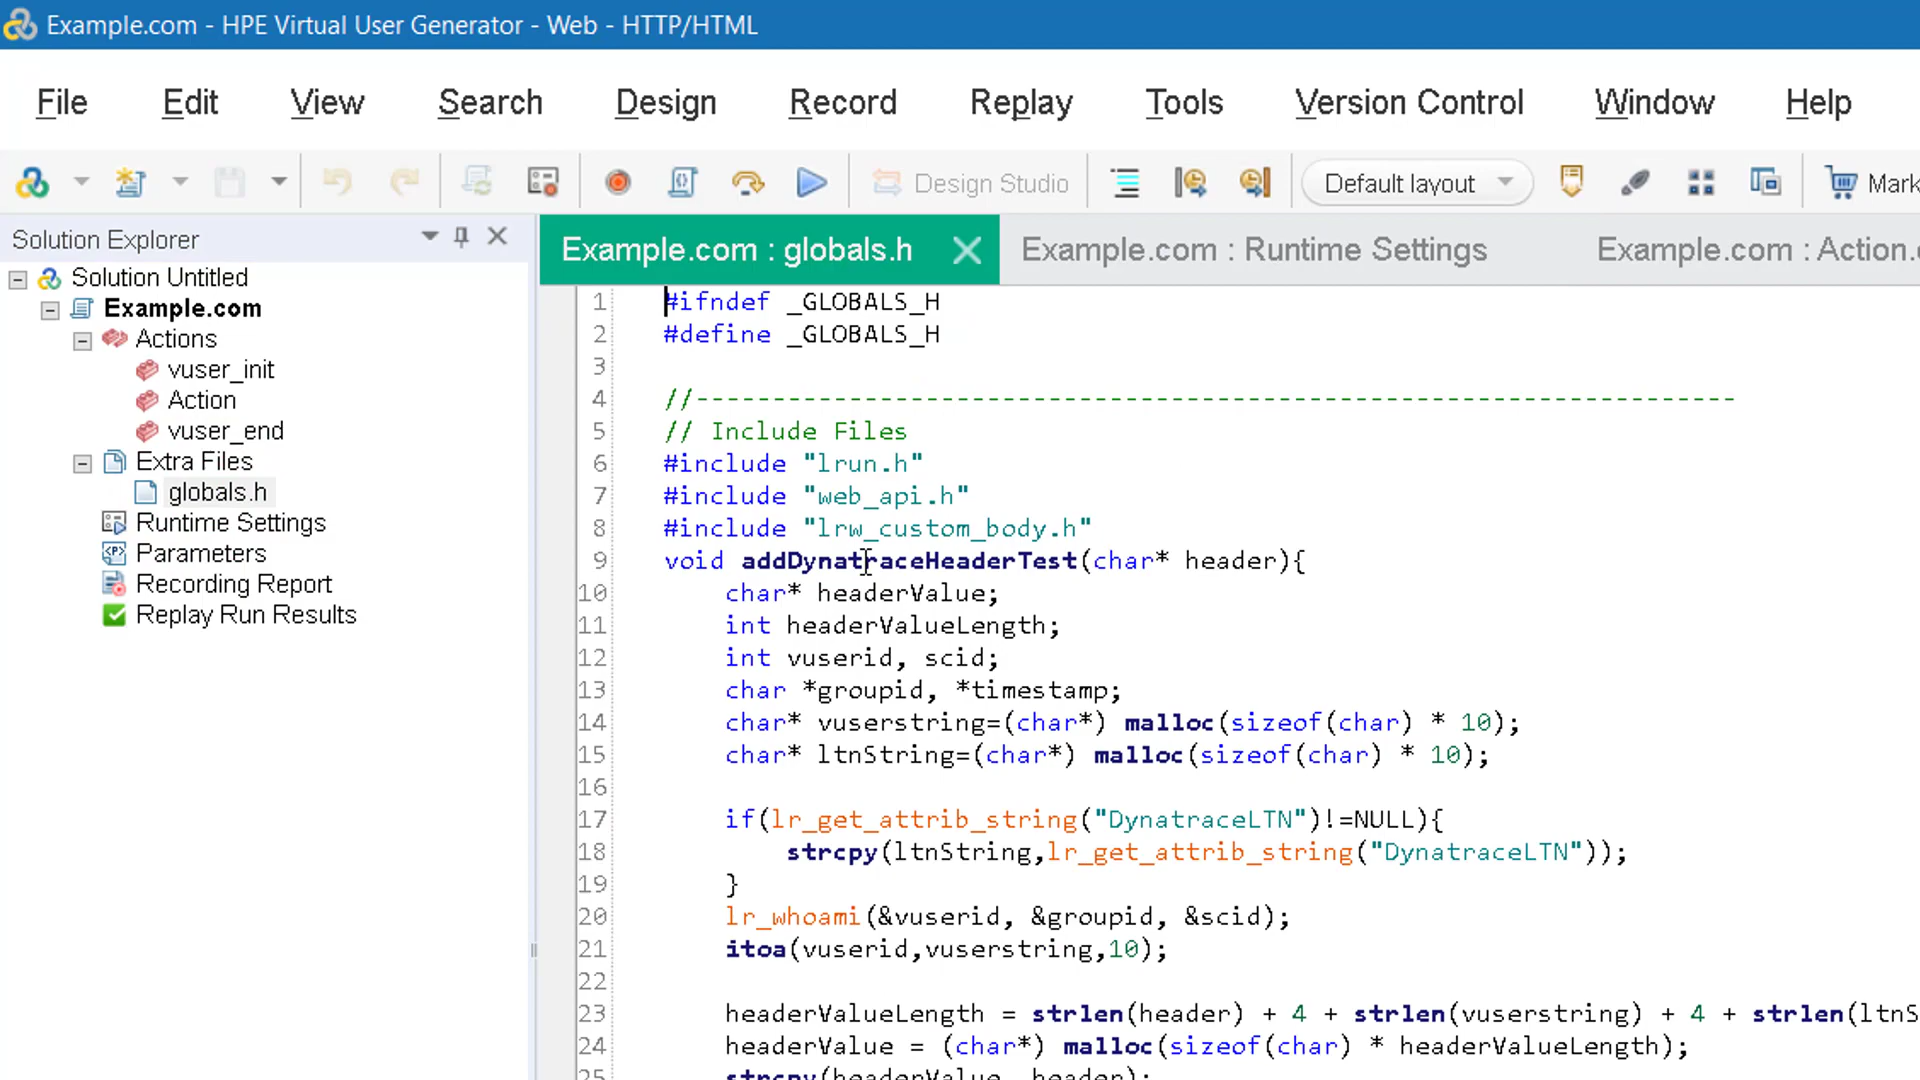 Example.com - HPE Virtual User Generator - Web - HTTP/HTML
File Edit View Search Design Record Replay Tools Version Control Window Help
Design Studio Default layout Mark
Solution Explorer
Example.com : globals.h Example.com : Runtime Settings Example.com : Action.
Solution Untitled
Example.com
Actions
vuser_init
Action
vuser_end
Extra Files
globals.h
Runtime Settings
Parameters
Recording Report
Replay Run Results
1 #ifndef _GLOBALS_H
2 #define _GLOBALS_H
3
4 //--------------------------------------------------------------------
5 // Include Files
6 #include "lrun.h"
7 #include "web_api.h"
8 #include "lrw_custom_body.h"
9 void addDynatraceHeaderTest(char* header){
10 char* headerValue;
11 int headerValueLength;
12 int vuserid, scid;
13 char *groupid, *timestamp;
14 char* vuserstring=(char*) malloc(sizeof(char) * 10);
15 char* ltnString=(char*) malloc(sizeof(char) * 10);
16
17 if(lr_get_attrib_string("DynatraceLTN")!=NULL){
18 strcpy(ltnString,lr_get_attrib_string("DynatraceLTN"));
19 }
20 lr_whoami(&vuserid, &groupid, &scid);
21 itoa(vuserid,vuserstring,10);
22
23 headerValueLength = strlen(header) + 4 + strlen(vuserstring) + 4 + strlen(ltnS
24 headerValue = (char*) malloc(sizeof(char) * headerValueLength);
25 strcpy(headerValue, header);